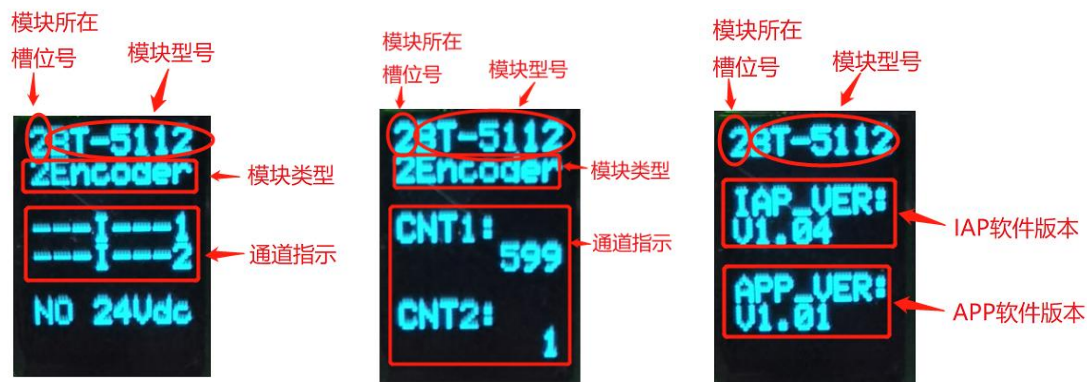 模块所在
槽位号
模块型号
2BT-5112
2Encoder
模块类型
---I---1
---I---2
通道指示
NO 24Vdc
模块所在
槽位号
模块型号
2BT-5112
2Encoder
模块类型
CNT1:
599
通道指示
CNT2:
1
模块所在
槽位号
模块型号
2BT-5112
IAP_VER:
V1.04
IAP软件版本
APP_VER:
V1.01
APP软件版本